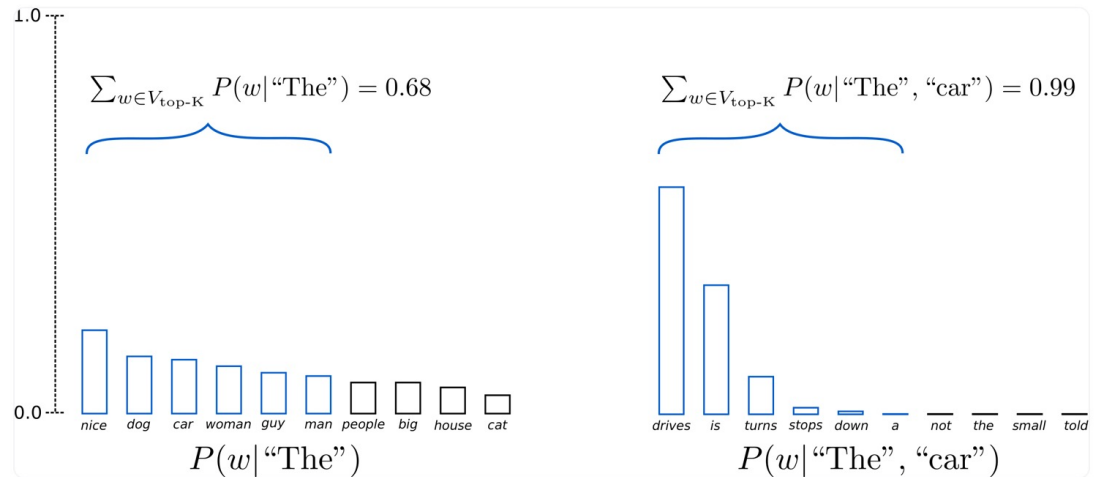 1.0
∑w∈Vtop-K P(w|“The”) = 0.68
∑w∈Vtop-K P(w|“The”, “car”) = 0.99
0.0
nice dog car woman guy man people big house cat
drives is turns stops down a not the small told
P(w|“The”)
P(w|“The”, “car”)